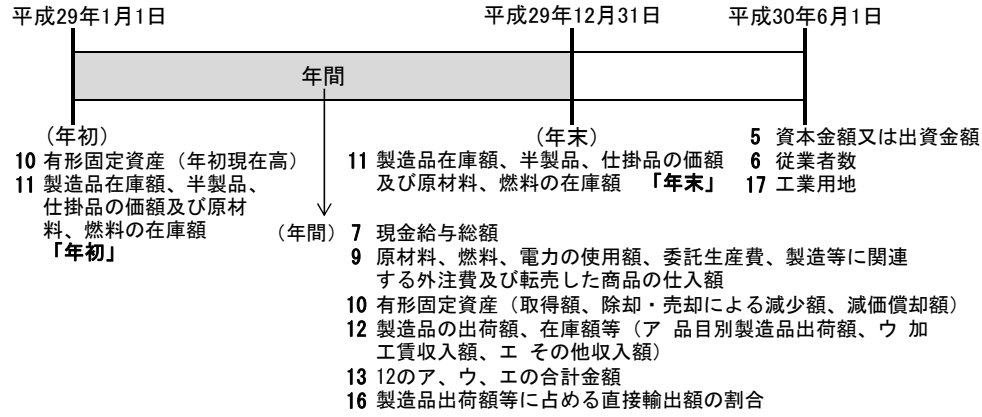 平成29年1月1日
平成29年12月31日
平成30年6月1日
年間
（年初）
10 有形固定資産（年初現在高）
11 製造品在庫額、半製品、
仕掛品の価額及び原材
料、燃料の在庫額
「年初」
（年末）
11 製造品在庫額、半製品、仕掛品の価額
及び原材料、燃料の在庫額 「年末」
5 資本金額又は出資金額
6 従業者数
17 工業用地
（年間）
7 現金給与総額
9 原材料、燃料、電力の使用額、委託生産費、製造等に関連
する外注費及び転売した商品の仕入額
10 有形固定資産（取得額、除却・売却による減少額、減価償却額）
12 製造品の出荷額、在庫額等（ア 品目別製造品出荷額、ウ 加
工賃収入額、エ その他収入額）
13 12のア、ウ、エの合計金額
16 製造品出荷額等に占める直接輸出額の割合